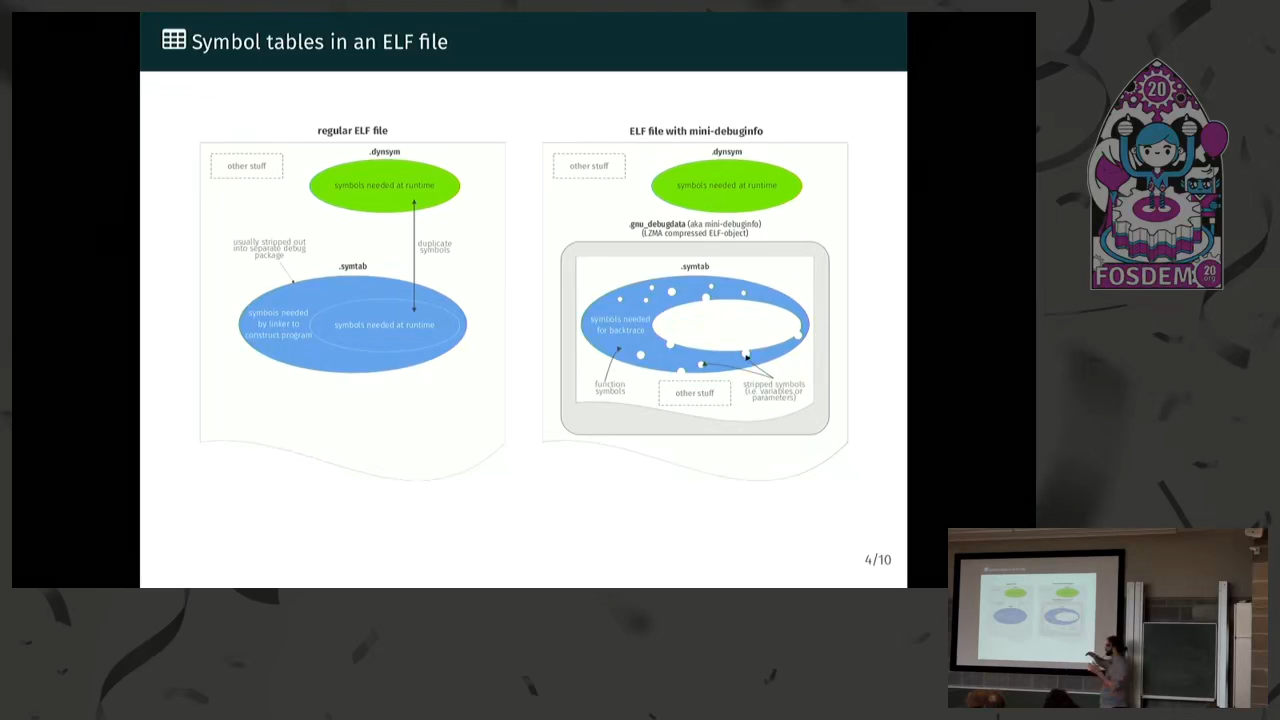 Symbol tables in an ELF file
regular ELF file
.dynsym
other stuff
symbols needed at runtime
usually stripped out
into separate debug
package
duplicate
symbols
.symtab
symbols needed
by linker to
construct program
symbols needed at runtime
ELF file with mini-debuginfo
.dynsym
other stuff
symbols needed at runtime
.gnu_debugdata (aka mini-debuginfo)
(LZMA compressed ELF-object)
.symtab
symbols needed
for backtrace
function
symbols
other stuff
stripped symbols
(i.e. variables or
parameters)
4/10
20
FOSDEM
20
.org